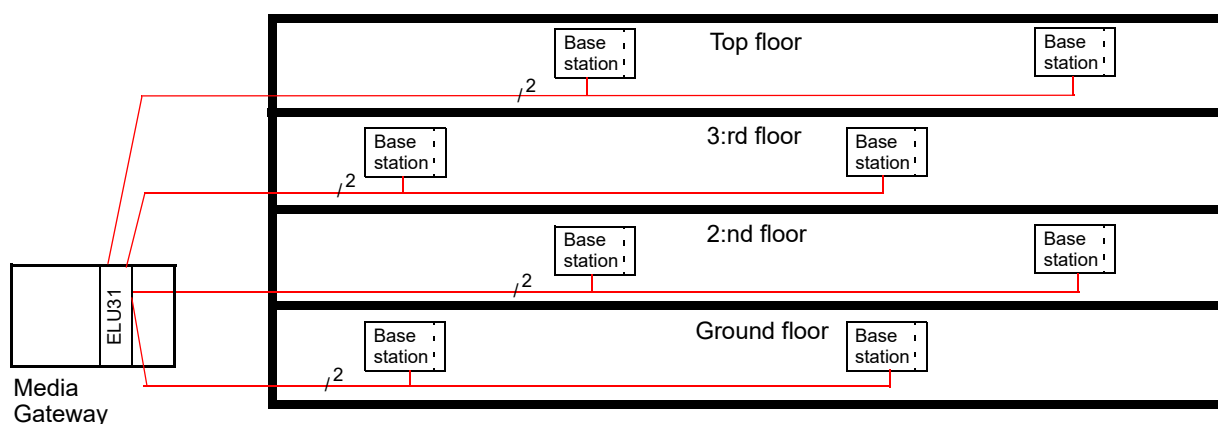 Base
station
Top floor
Base
station
2
Base
station
3:rd floor
Base
station
2
Base
station
2:nd floor
Base
station
2
ELU31
Base
station
Ground floor
Base
station
2
Media
Gateway